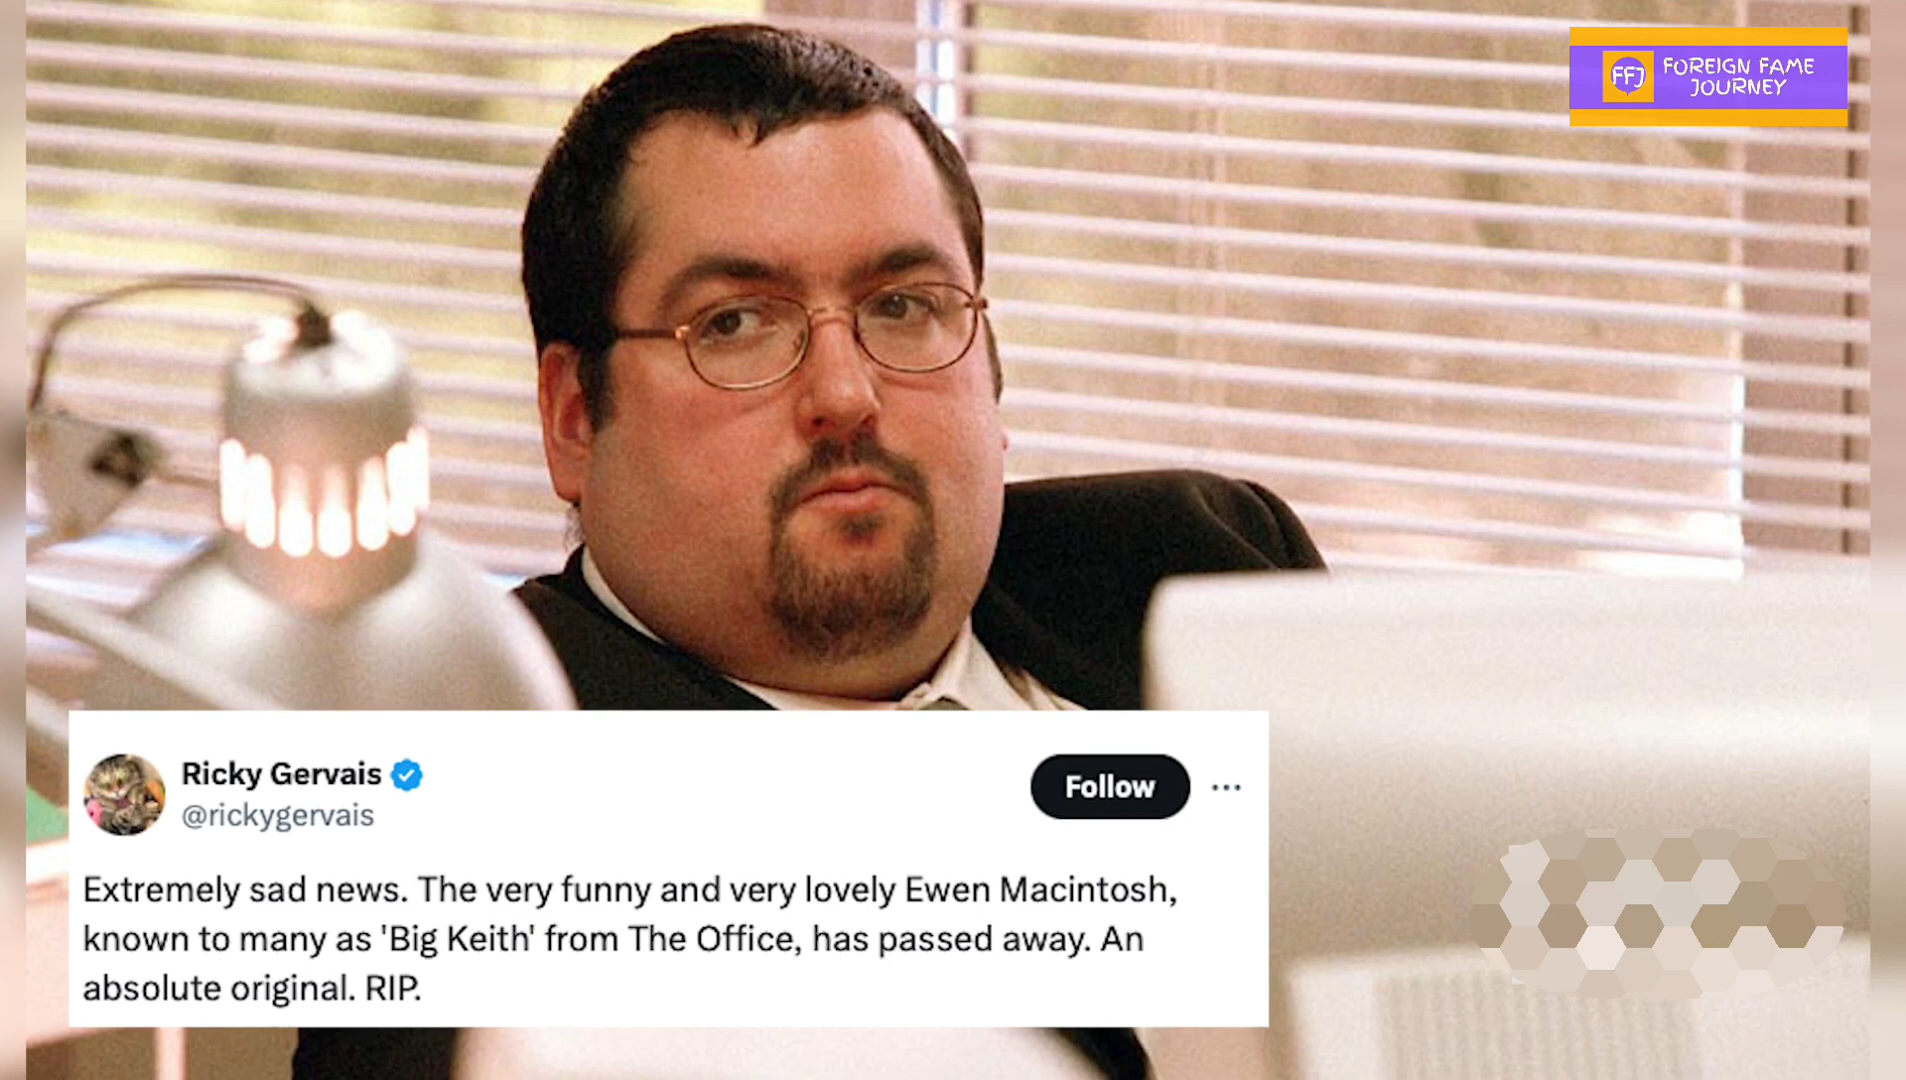 FFJ
FOREIGN FAME
JOURNEY
Ricky Gervais
@rickygervais
Follow
Extremely sad news. The very funny and very lovely Ewen Macintosh,
known to many as 'Big Keith' from The Office, has passed away. An
absolute original. RIP.